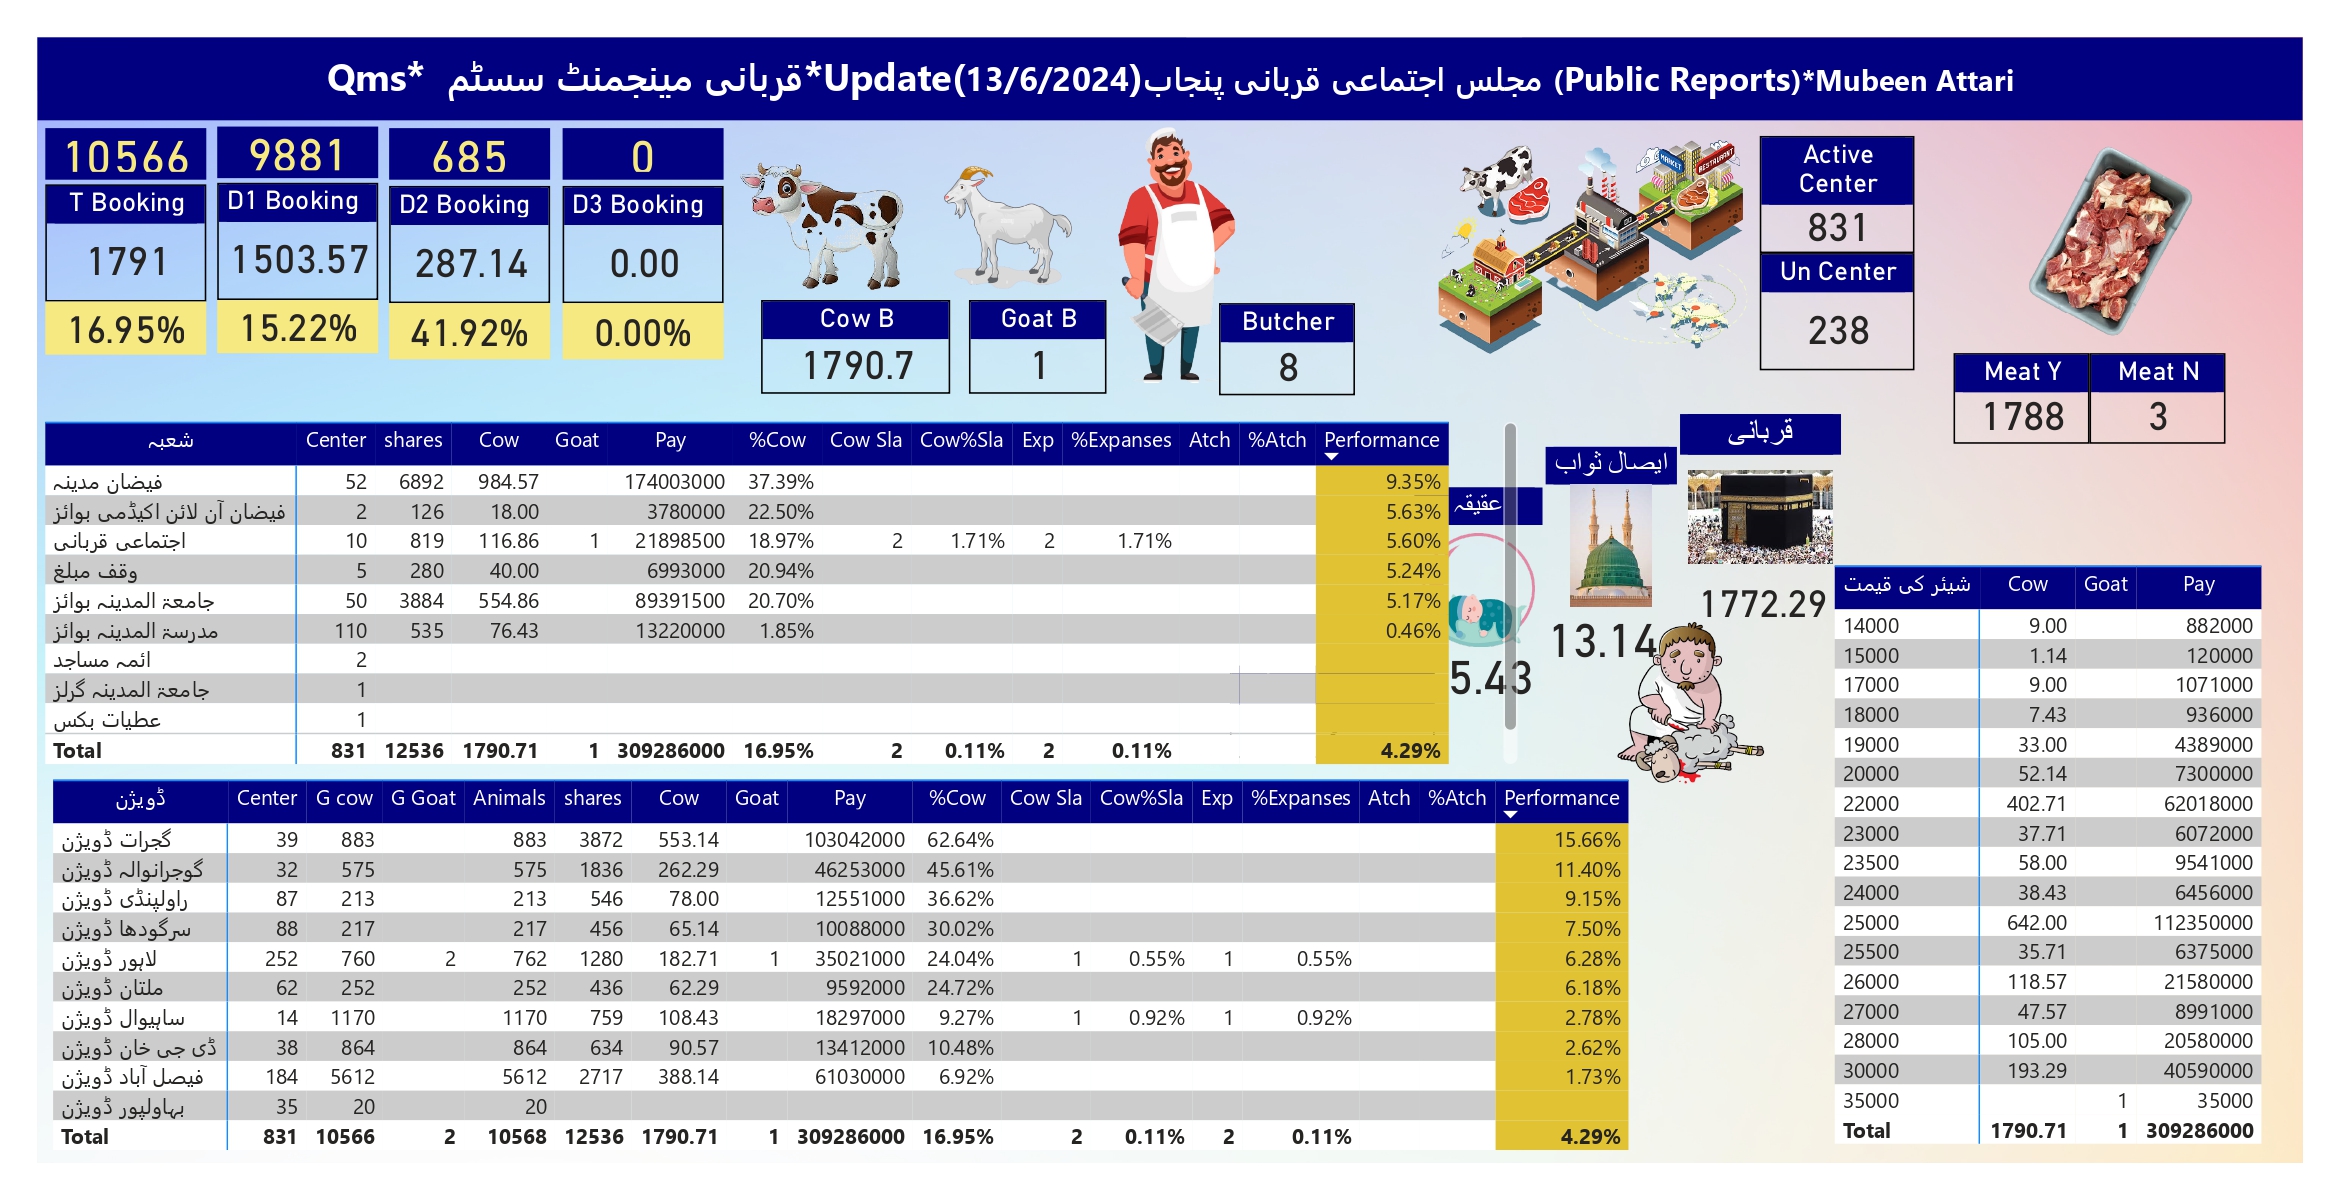 Qms* قربانی مینجمنٹ سسٹم*Update(13/6/2024)مجلس اجتماعی قربانی پنجاب (Public Reports)*Mubeen Attari
10566 9881 685 0
T Booking D1 Booking D2 Booking D3 Booking
1791 1503.57 287.14 0.00
16.95% 15.22% 41.92% 0.00%
Cow B Goat B Butcher
1790.7 1 8
MARKET RESTAURANT
Active Center
831
Un Center
238
Meat Y Meat N
1788 3
شعبہ Center shares Cow Goat Pay %Cow Cow Sla Cow%Sla Exp %Expanses Atch %Atch Performance
فیضان مدینہ 52 6892 984.57 174003000 37.39% 9.35%
فیضان آن لائن اکیڈمی بوائز 2 126 18.00 3780000 22.50% 5.63%
اجتماعی قربانی 10 819 116.86 1 21898500 18.97% 2 1.71% 2 1.71% 5.60%
وقف مبلغ 5 280 40.00 6993000 20.94% 5.24%
جامعۃ المدینہ بوائز 50 3884 554.86 89391500 20.70% 5.17%
مدرسۃ المدینہ بوائز 110 535 76.43 13220000 1.85% 0.46%
ائمہ مساجد 2
جامعۃ المدینہ گرلز 1
عطیات بکس 1
Total 831 12536 1790.71 1 309286000 16.95% 2 0.11% 2 0.11% 4.29%
عقیقہ
5.43
ایصال ثواب
13.14
قربانی
1772.29
ڈویژن Center G cow G Goat Animals shares Cow Goat Pay %Cow Cow Sla Cow%Sla Exp %Expanses Atch %Atch Performance
گجرات ڈویژن 39 883 883 3872 553.14 103042000 62.64% 15.66%
گوجرانوالہ ڈویژن 32 575 575 1836 262.29 46253000 45.61% 11.40%
راولپنڈی ڈویژن 87 213 213 546 78.00 12551000 36.62% 9.15%
سرگودھا ڈویژن 88 217 217 456 65.14 10088000 30.02% 7.50%
لاہور ڈویژن 252 760 2 762 1280 182.71 1 35021000 24.04% 1 0.55% 1 0.55% 6.28%
ملتان ڈویژن 62 252 252 436 62.29 9592000 24.72% 6.18%
ساہیوال ڈویژن 14 1170 1170 759 108.43 18297000 9.27% 1 0.92% 1 0.92% 2.78%
ڈی جی خان ڈویژن 38 864 864 634 90.57 13412000 10.48% 2.62%
فیصل آباد ڈویژن 184 5612 5612 2717 388.14 61030000 6.92% 1.73%
بہاولپور ڈویژن 35 20 20
Total 831 10566 2 10568 12536 1790.71 1 309286000 16.95% 2 0.11% 2 0.11% 4.29%
شیئر کی قیمت Cow Goat Pay
14000 9.00 882000
15000 1.14 120000
17000 9.00 1071000
18000 7.43 936000
19000 33.00 4389000
20000 52.14 7300000
22000 402.71 62018000
23000 37.71 6072000
23500 58.00 9541000
24000 38.43 6456000
25000 642.00 112350000
25500 35.71 6375000
26000 118.57 21580000
27000 47.57 8991000
28000 105.00 20580000
30000 193.29 40590000
35000 1 35000
Total 1790.71 1 309286000